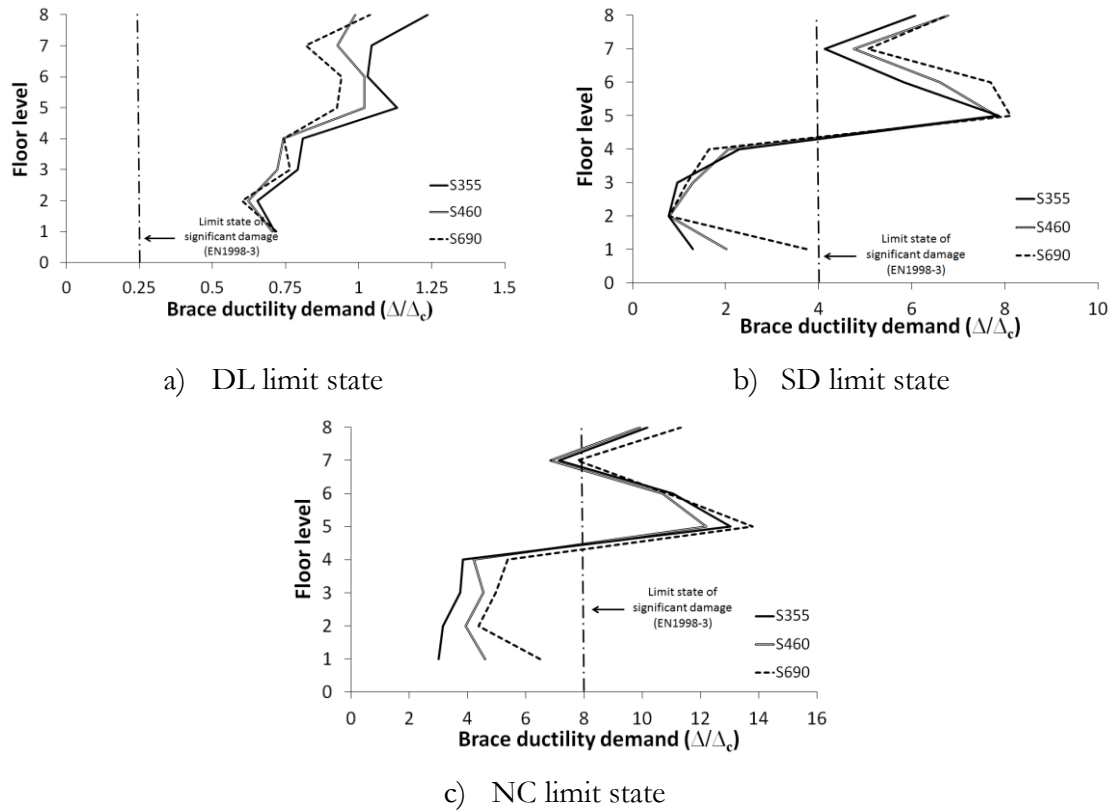 8
7
6
5
4
3
2
1
0
Floor level
S355
S460
S690
Limit state of
significant damage
(EN1998-3)
0 0.25 0.5 0.75 1 1.25 1.5
Brace ductility demand (Δ/Δc)
a) DL limit state
8
7
6
5
4
3
2
1
0
Floor level
S355
S460
S690
Limit state of
significant damage
(EN1998-3)
0 2 4 6 8 10
Brace ductility demand (Δ/Δc)
b) SD limit state
8
7
6
5
4
3
2
1
0
Floor level
Limit state of
significant damage
(EN1998-3)
S355
S460
S690
0 2 4 6 8 10 12 14 16
Brace ductility demand (Δ/Δc)
c) NC limit state